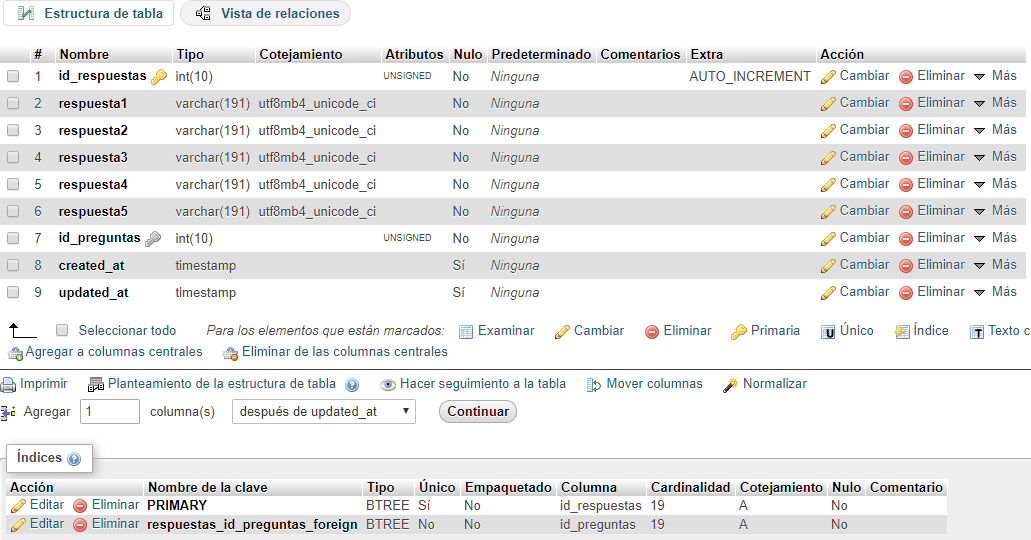 Estructura de tabla Vista de relaciones
# Nombre Tipo Cotejamiento Atributos Nulo Predeterminado Comentarios Extra Acción
1 id_respuestas int(10) UNSIGNED No Ninguna AUTO_INCREMENT Cambiar Eliminar Más
2 respuesta1 varchar(191) utf8mb4_unicode_ci No Ninguna Cambiar Eliminar Más
3 respuesta2 varchar(191) utf8mb4_unicode_ci No Ninguna Cambiar Eliminar Más
4 respuesta3 varchar(191) utf8mb4_unicode_ci No Ninguna Cambiar Eliminar Más
5 respuesta4 varchar(191) utf8mb4_unicode_ci No Ninguna Cambiar Eliminar Más
6 respuesta5 varchar(191) utf8mb4_unicode_ci No Ninguna Cambiar Eliminar Más
7 id_preguntas int(10) UNSIGNED No Ninguna Cambiar Eliminar Más
8 created_at timestamp Sí Ninguna Cambiar Eliminar Más
9 updated_at timestamp Sí Ninguna Cambiar Eliminar Más
Seleccionar todo Para los elementos que están marcados: Examinar Cambiar Eliminar Primaria U Único Índice T Texto c
Agregar a columnas centrales Eliminar de las columnas centrales
Imprimir Planteamiento de la estructura de tabla Hacer seguimiento a la tabla Mover columnas Normalizar
Agregar 1 columna(s) después de updated_at Continuar
Índices
Acción Nombre de la clave Tipo Único Empaquetado Columna Cardinalidad Cotejamiento Nulo Comentario
Editar Eliminar PRIMARY BTREE Sí No id_respuestas 19 A No
Editar Eliminar respuestas_id_preguntas_foreign BTREE No No id_preguntas 19 A No